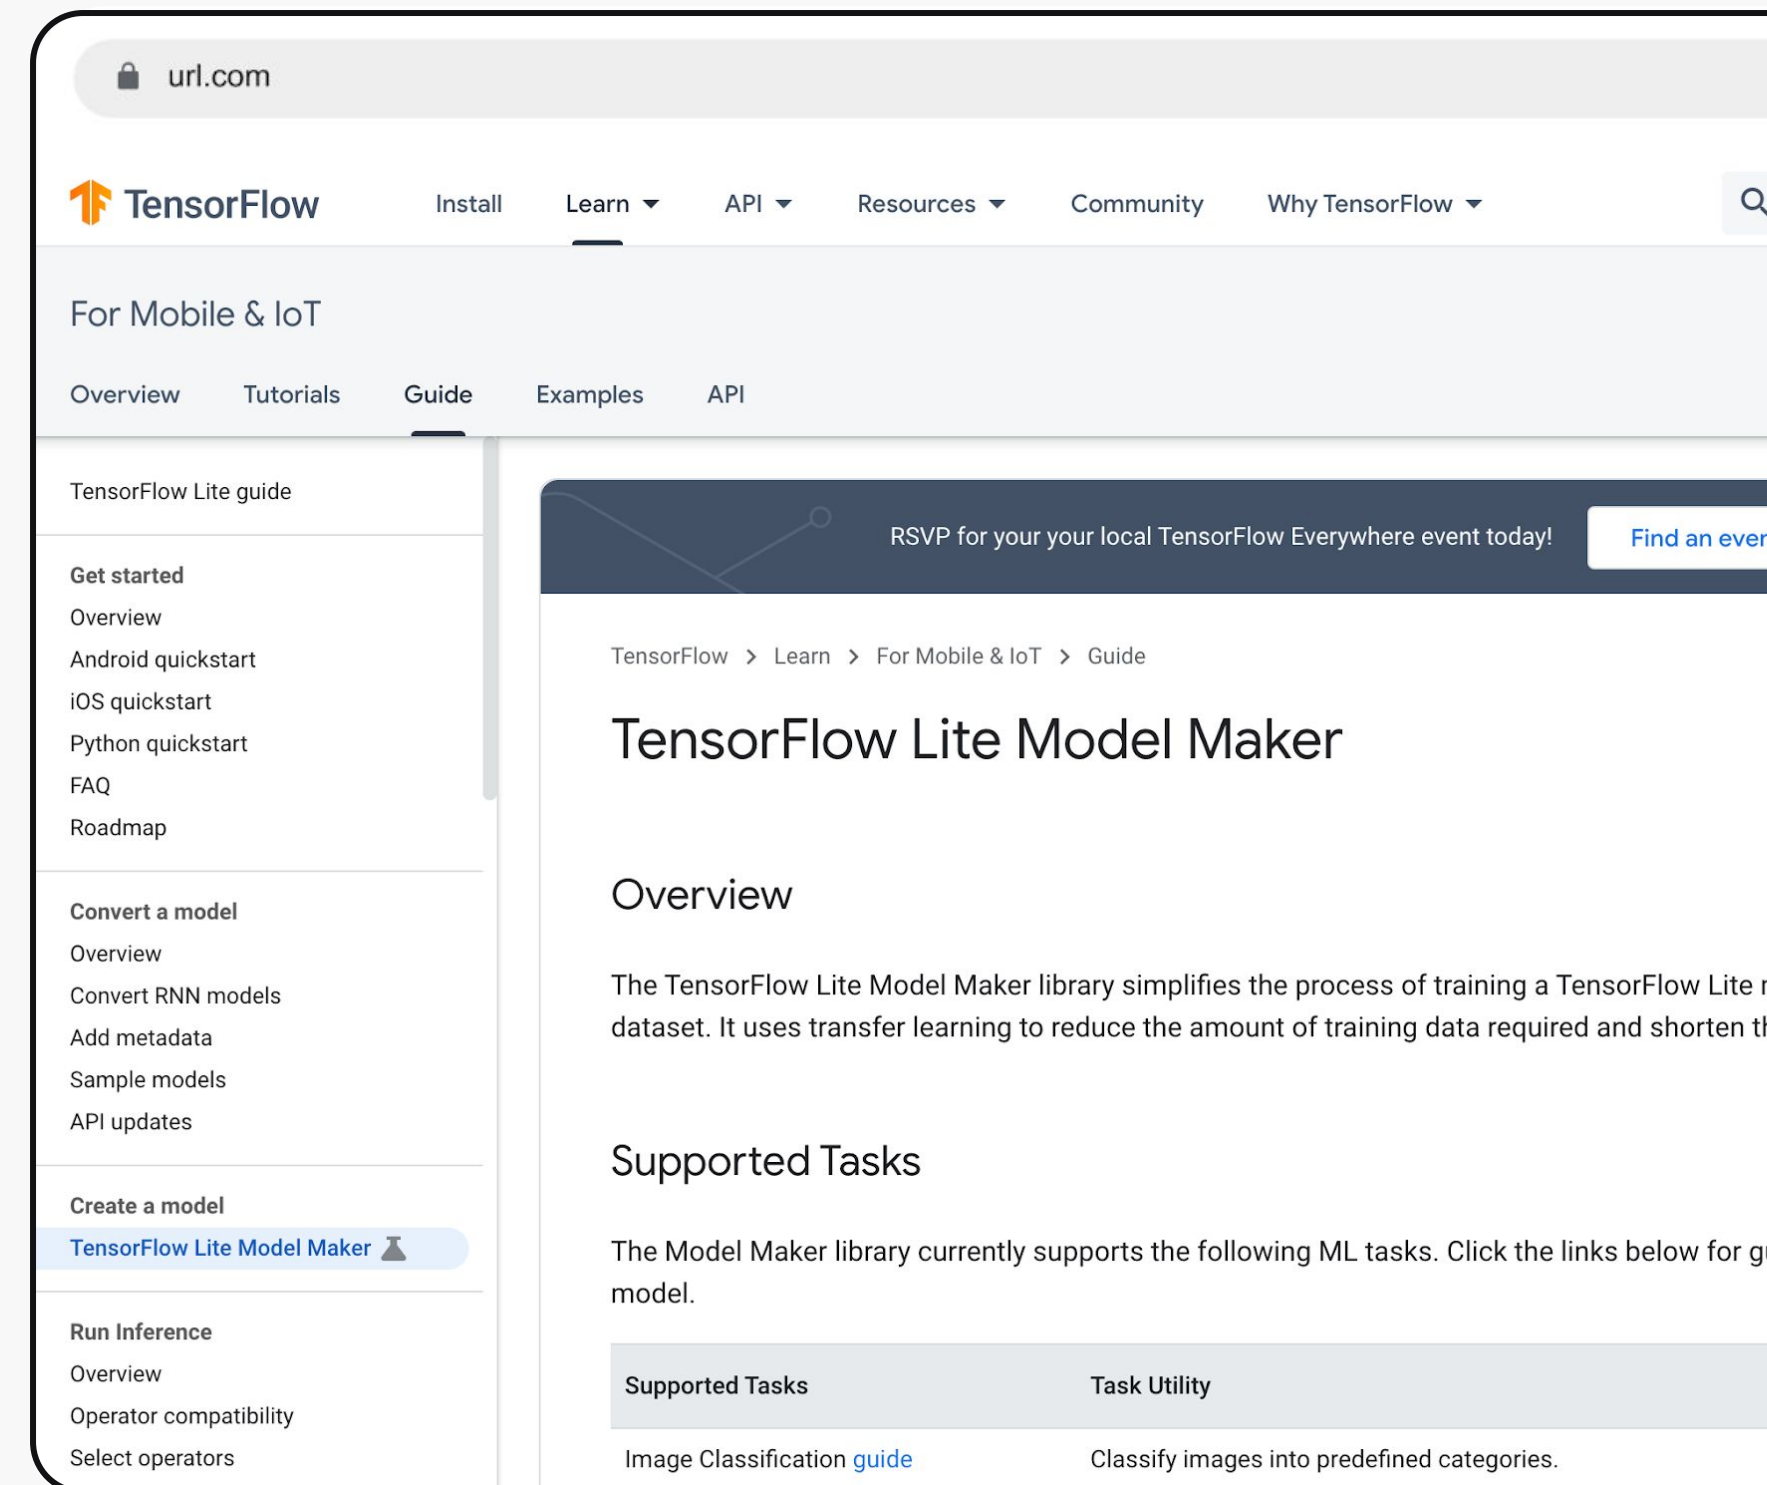 url.com
TensorFlow Install Learn API Resources Community Why TensorFlow
For Mobile & IoT
Overview Tutorials Guide Examples API
TensorFlow Lite guide
Get started
Overview
Android quickstart
iOS quickstart
Python quickstart
FAQ
Roadmap
Convert a model
Overview
Convert RNN models
Add metadata
Sample models
API updates
Create a model
TensorFlow Lite Model Maker
Run Inference
Overview
Operator compatibility
Select operators
RSVP for your your local TensorFlow Everywhere event today! Find an
TensorFlow > Learn > For Mobile & IoT > Guide
TensorFlow Lite Model Maker
Overview
The TensorFlow Lite Model Maker library simplifies the process of training a TensorFlow Lite
dataset. It uses transfer learning to reduce the amount of training data required and shorten
Supported Tasks
The Model Maker library currently supports the following ML tasks. Click the links below for
model.
Supported Tasks Task Utility
Image Classification guide Classify images into predefined categories.